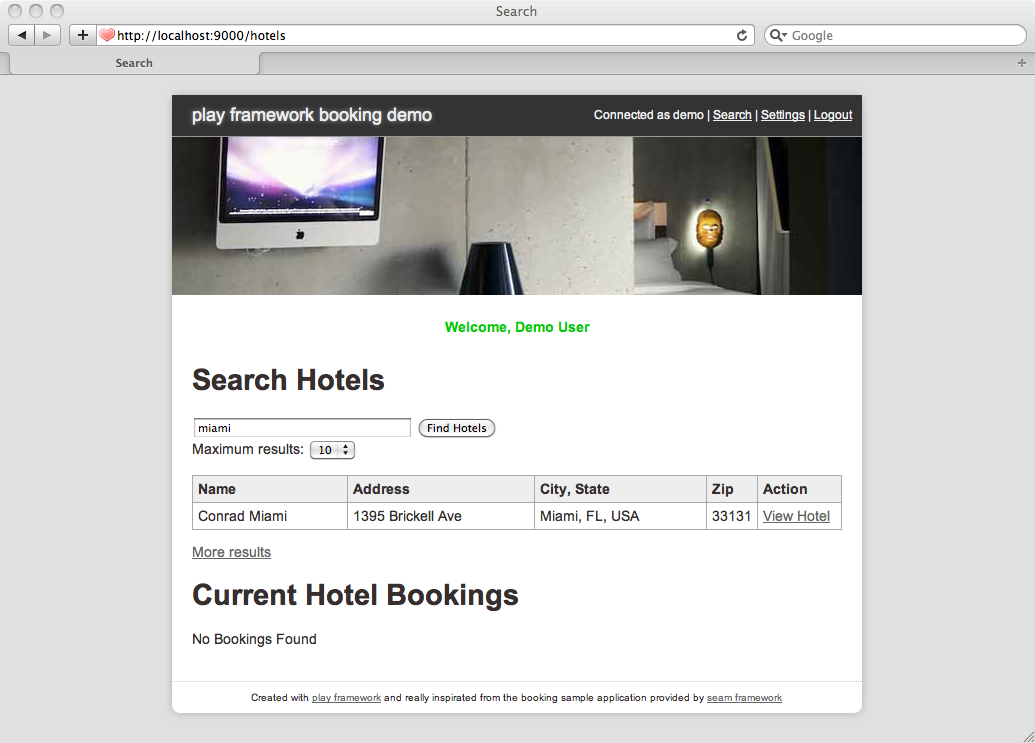 Search
http://localhost:9000/hotels
Google
Search
play framework booking demo
Connected as demo | Search | Settings | Logout
Welcome, Demo User
Search Hotels
miami
Find Hotels
Maximum results: 10
Name Address City, State Zip Action
Conrad Miami 1395 Brickell Ave Miami, FL, USA 33131 View Hotel
More results
Current Hotel Bookings
No Bookings Found
Created with play framework and really inspirated from the booking sample application provided by seam framework